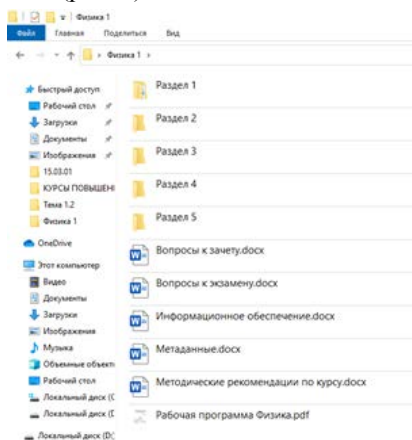 Физика 1
Файл Главная Поделиться Вид
Физика 1
Быстрый доступ
Рабочий стол
Загрузки
Документы
Изображения
15.03.01
КУРСЫ ПОВЫШЕНИ
Тема 1.2
Физика 1
OneDrive
Этот компьютер
Видео
Документы
Загрузки
Изображения
Музыка
Объемные объект
Рабочий стол
Локальный диск (C
Локальный диск (D
Локальный диск (D:)
Раздел 1
Раздел 2
Раздел 3
Раздел 4
Раздел 5
Вопросы к зачету.docx
Вопросы к экзамену.docx
Информационное обеспечение.docx
Метаданные.docx
Методические рекомендации по курсу.docx
Рабочая программа Физика.pdf